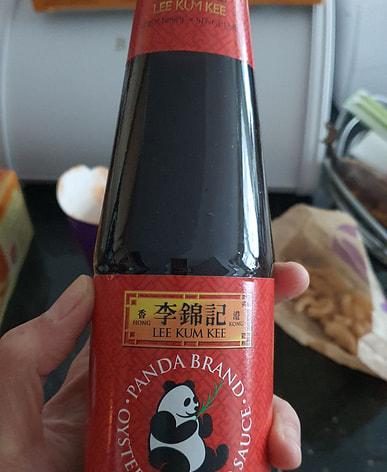 LEE KUM KEE
香 李錦記 港
HONG KONG
LEE KUM KEE
· PANDA BRAND ·
SAUCE